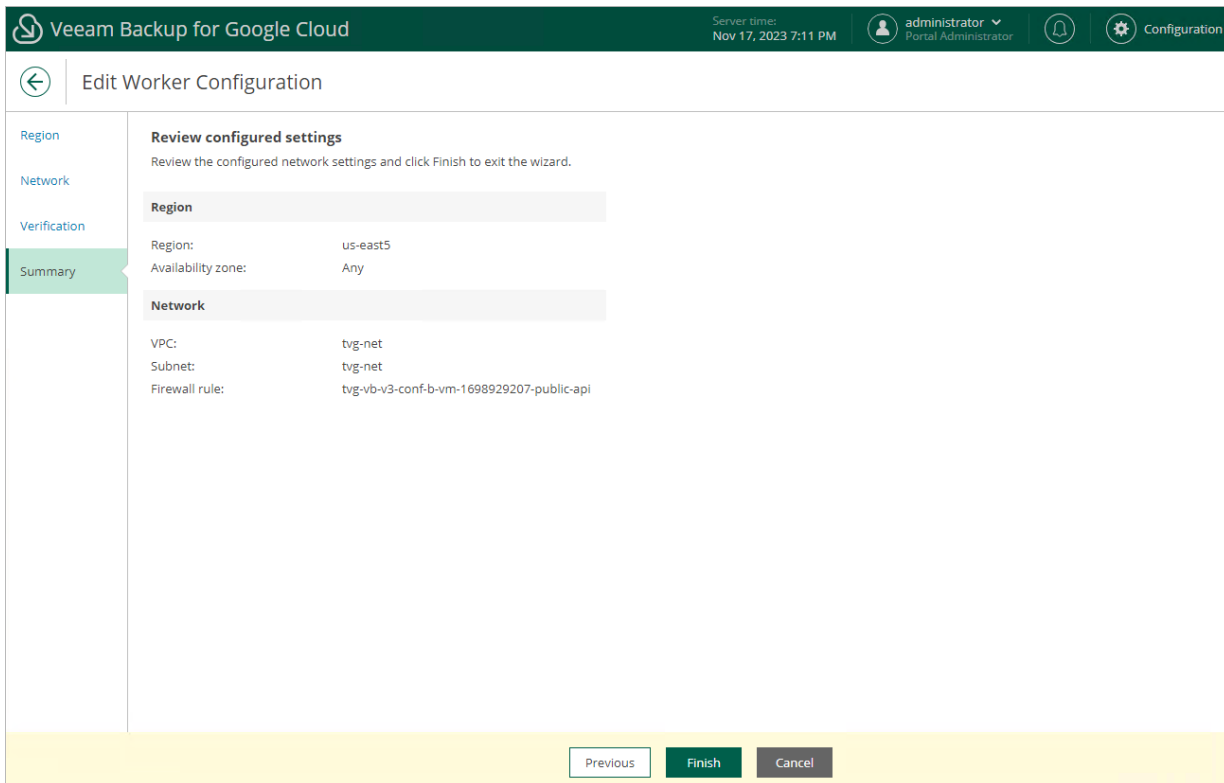 Veeam Backup for Google Cloud
Server time:
Nov 17, 2023 7:11 PM
administrator
Portal Administrator
Configuration
Edit Worker Configuration
Region
Network
Verification
Summary
Review configured settings
Review the configured network settings and click Finish to exit the wizard.
Region
Region: us-east5
Availability zone: Any
Network
VPC: tvg-net
Subnet: tvg-net
Firewall rule: tvg-vb-v3-conf-b-vm-1698929207-public-api
Previous Finish Cancel